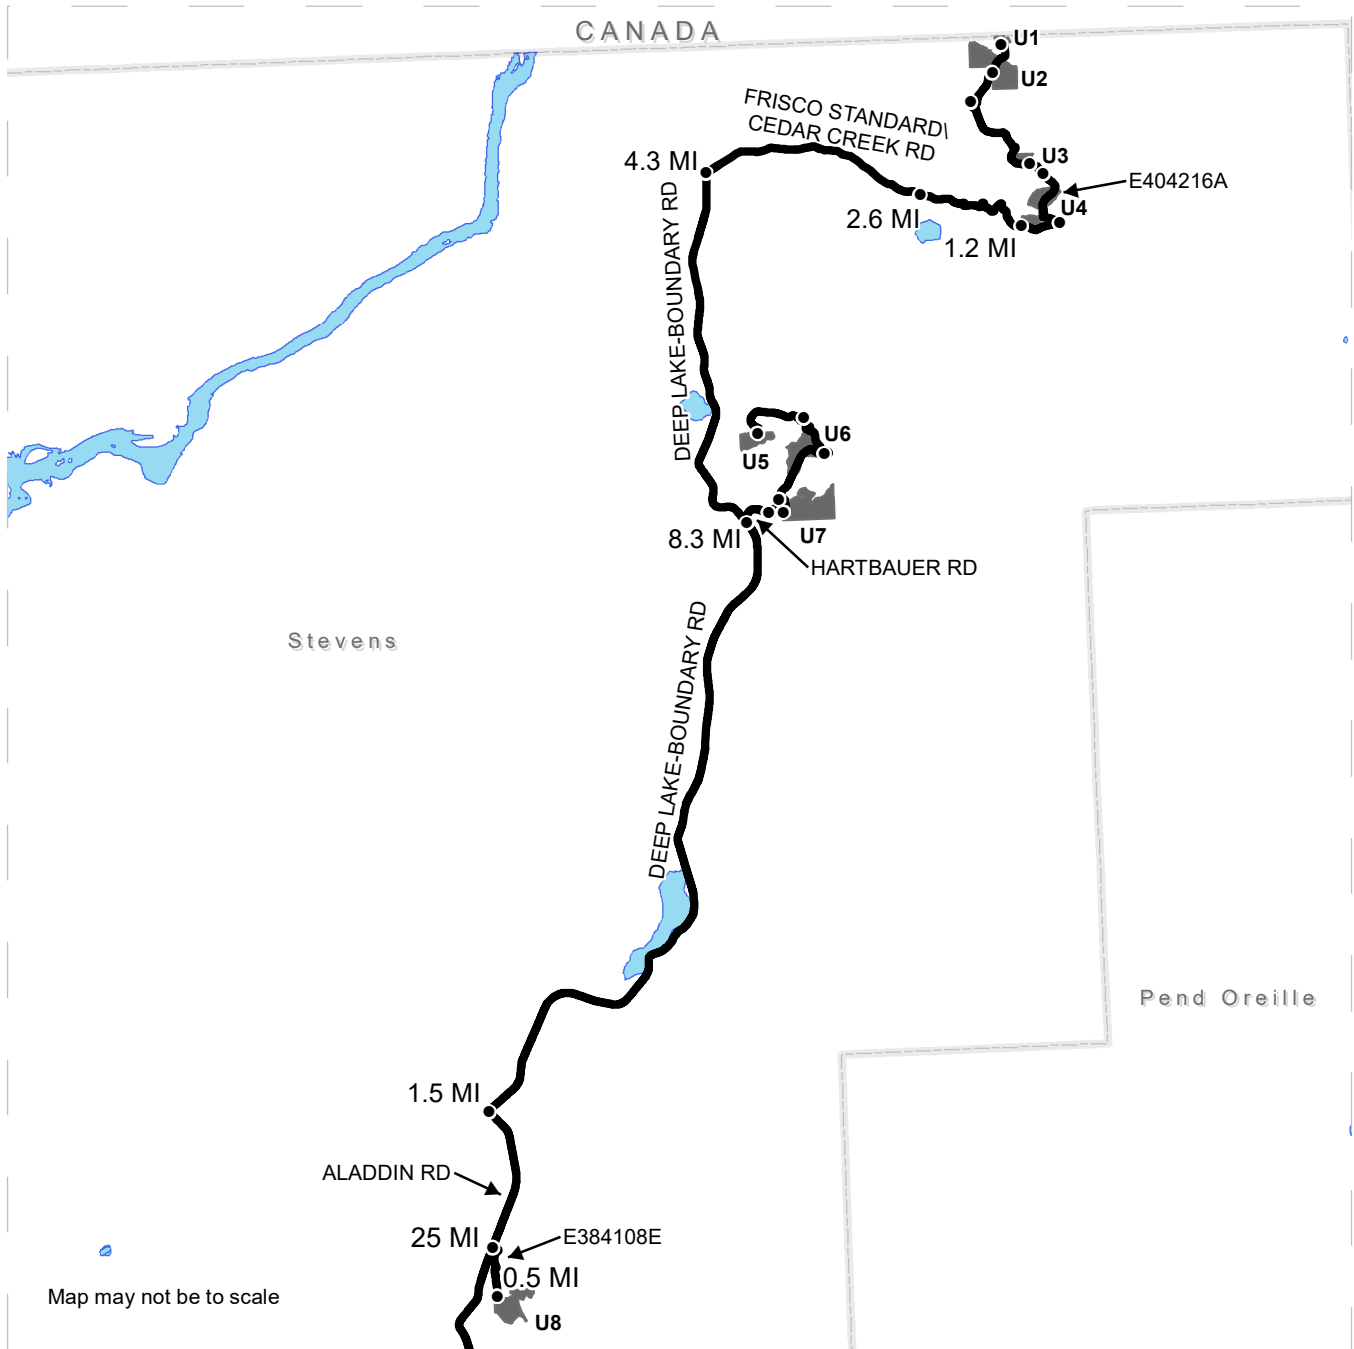 CANADA
U1
U2
FRISCO STANDARD\
CEDAR CREEK RD
4.3 MI
U3
E404216A
2.6 MI
U4
1.2 MI
DEEP LAKE-BOUNDARY RD
U6
U5
U7
8.3 MI
HARTBAUER RD
Stevens
DEEP LAKE-BOUNDARY RD
Pend Oreille
1.5 MI
ALADDIN RD
25 MI
E384108E
0.5 MI
Map may not be to scale
U8